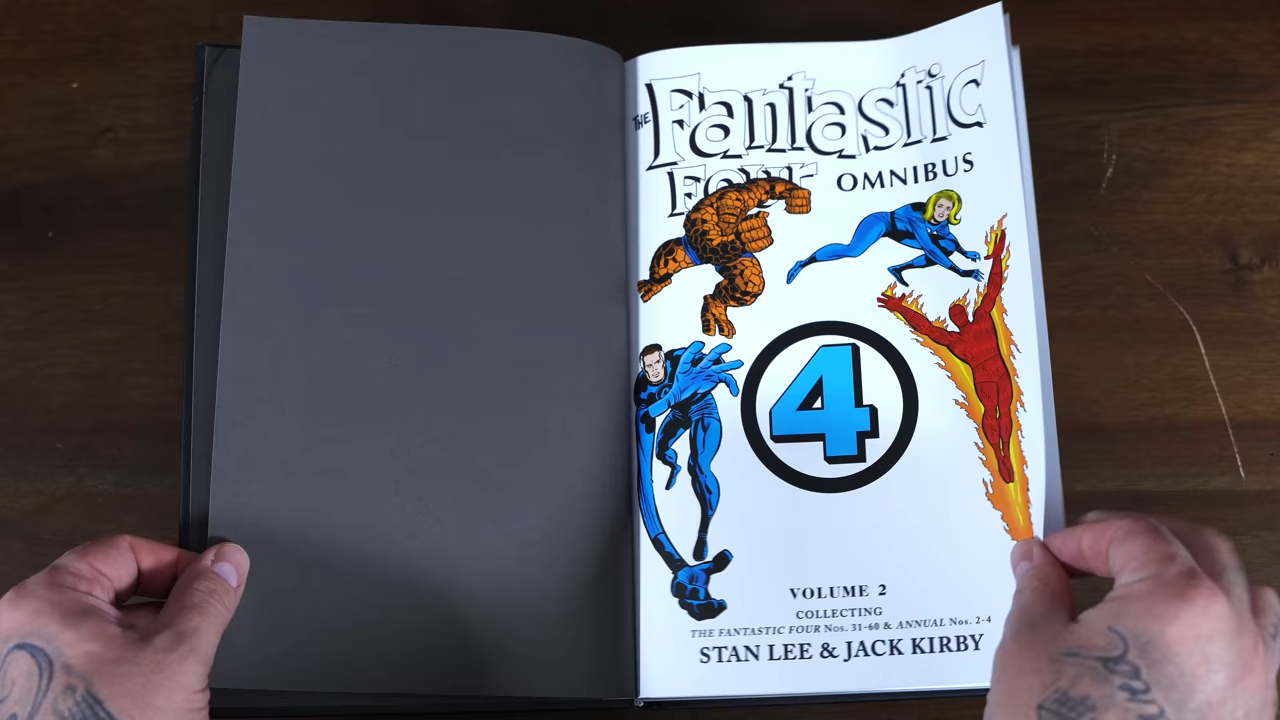 THE Fantastic
Four OMNIBUS
4
VOLUME 2
COLLECTING
THE FANTASTIC FOUR Nos. 31-60 & ANNUAL Nos. 2-4
STAN LEE & JACK KIRBY